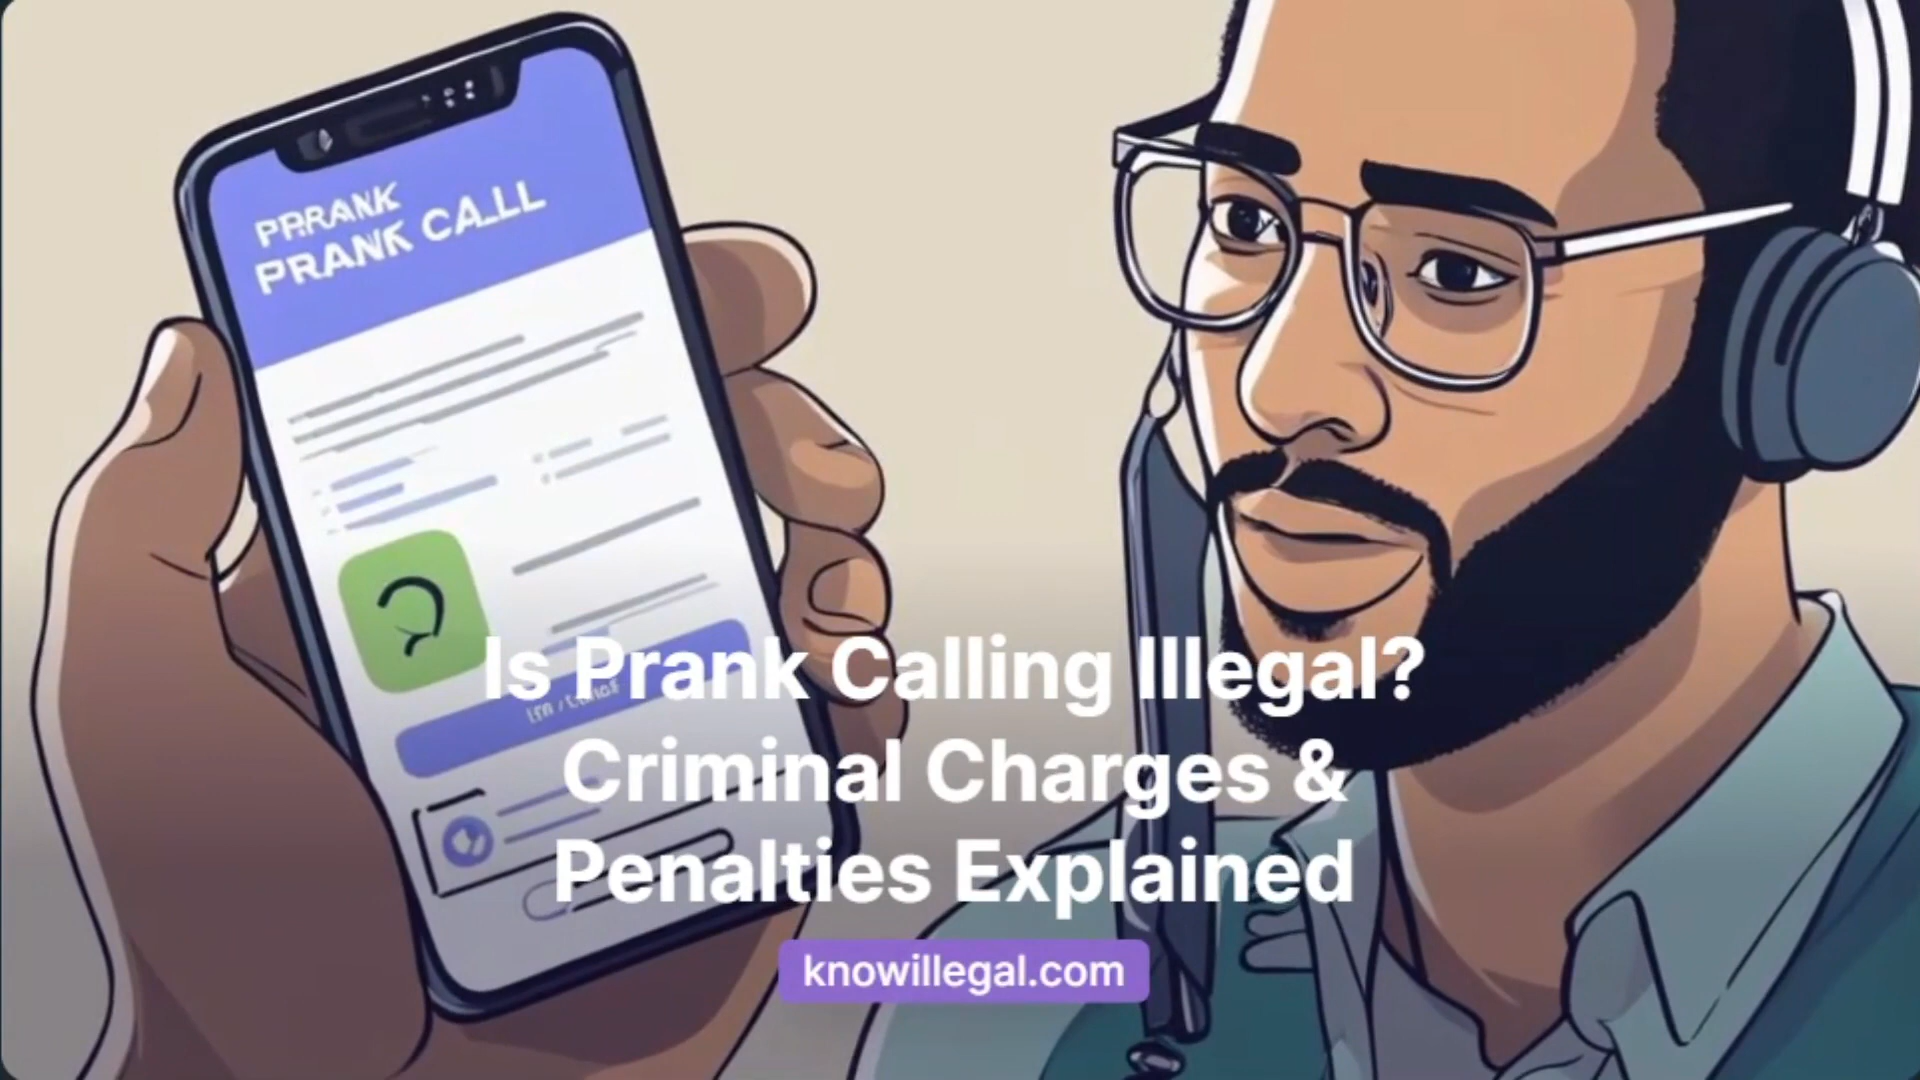 PRRANK
PRANK CALL
Is Prank Calling Illegal?
Criminal Charges &
Penalties Explained
knowillegal.com